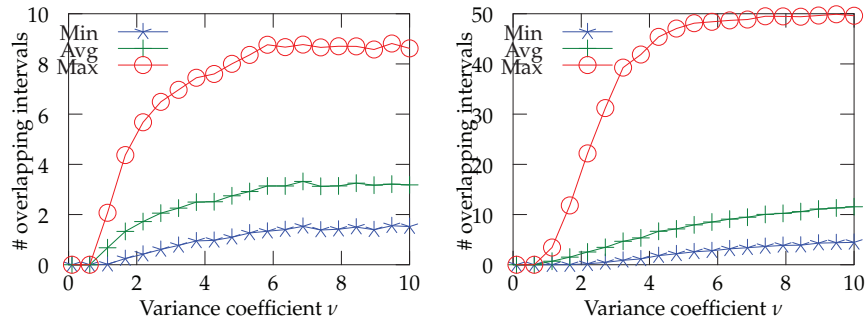 10
8
6
4
2
0
# overlapping intervals
Min
Avg
Max
0 2 4 6 8 10
Variance coefficient ν
50
40
30
20
10
0
# overlapping intervals
Min
Avg
Max
0 2 4 6 8 10
Variance coefficient ν